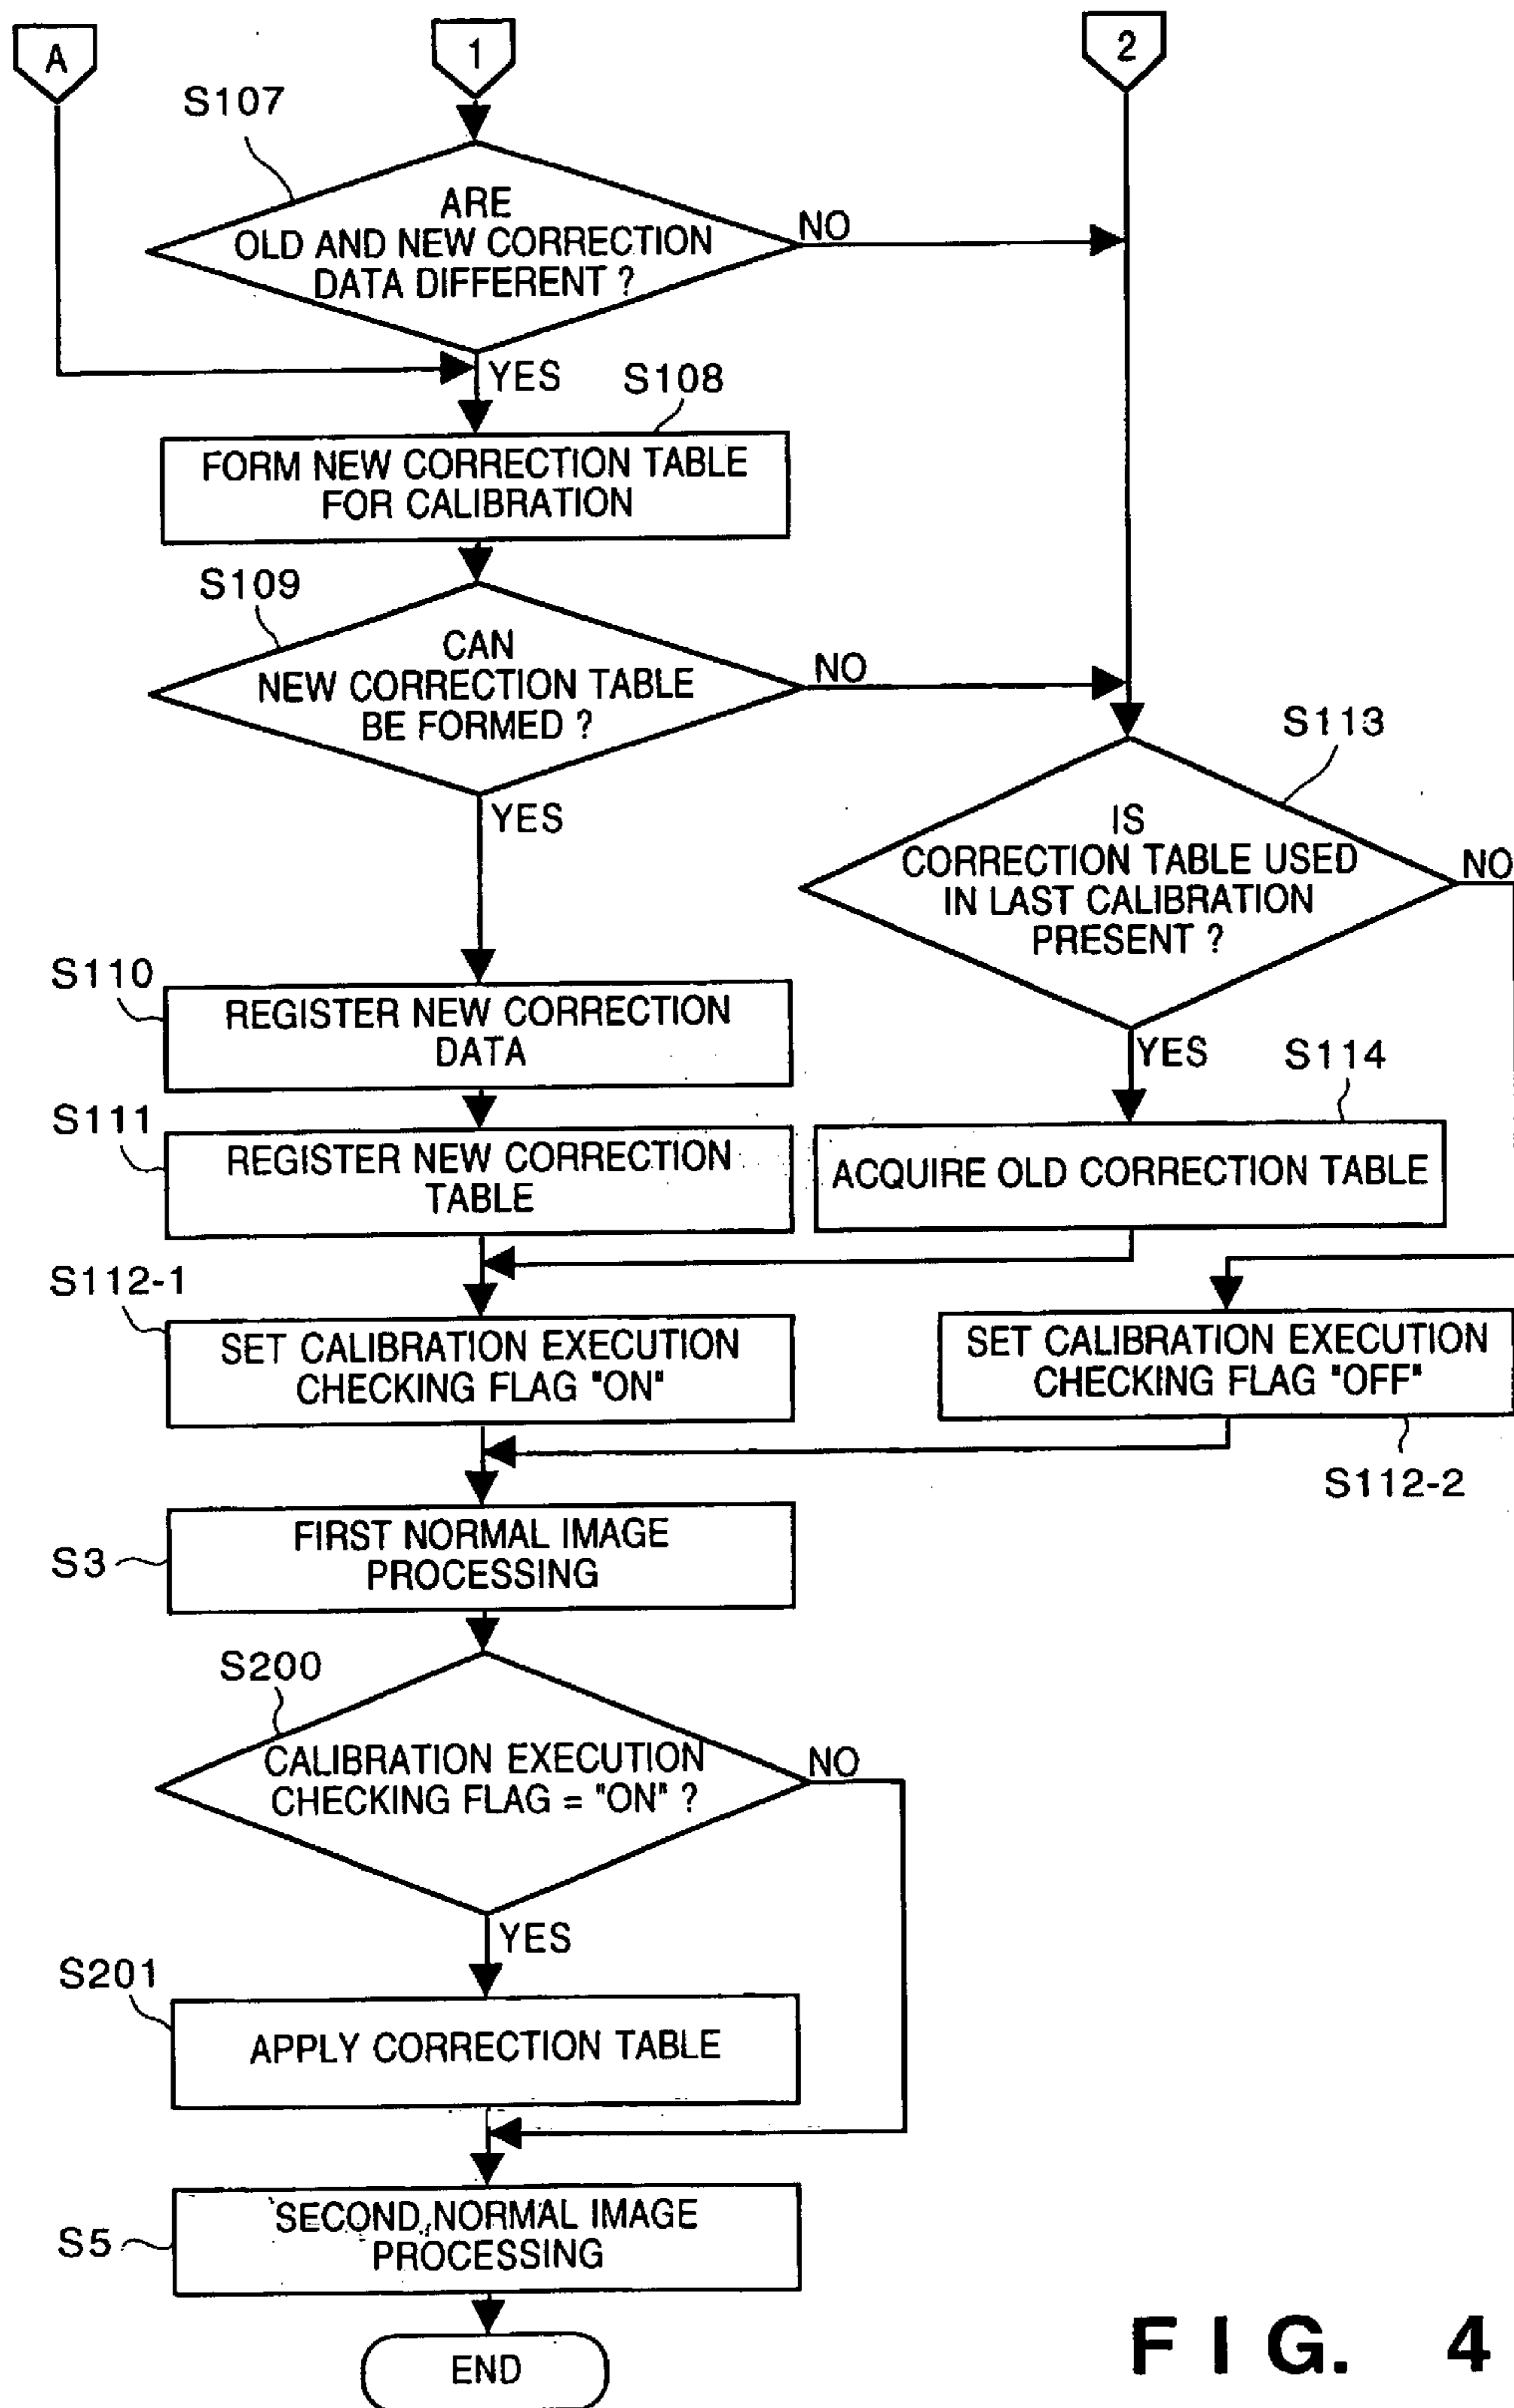 A
1
2
S107
ARE
OLD AND NEW CORRECTION
DATA DIFFERENT ?
NO
YES
S108
FORM NEW CORRECTION TABLE
FOR CALIBRATION
S109
CAN
NEW CORRECTION TABLE
BE FORMED ?
NO
YES
S113
IS
CORRECTION TABLE USED
IN LAST CALIBRATION
PRESENT ?
NO
YES
S110
REGISTER NEW CORRECTION
DATA
S114
ACQUIRE OLD CORRECTION TABLE
S111
REGISTER NEW CORRECTION
TABLE
S112-1
SET CALIBRATION EXECUTION
CHECKING FLAG "ON"
SET CALIBRATION EXECUTION
CHECKING FLAG "OFF"
S112-2
S3
FIRST NORMAL IMAGE
PROCESSING
S200
CALIBRATION EXECUTION
CHECKING FLAG = "ON" ?
NO
YES
S201
APPLY CORRECTION TABLE
S5
SECOND NORMAL IMAGE
PROCESSING
END
FIG. 4